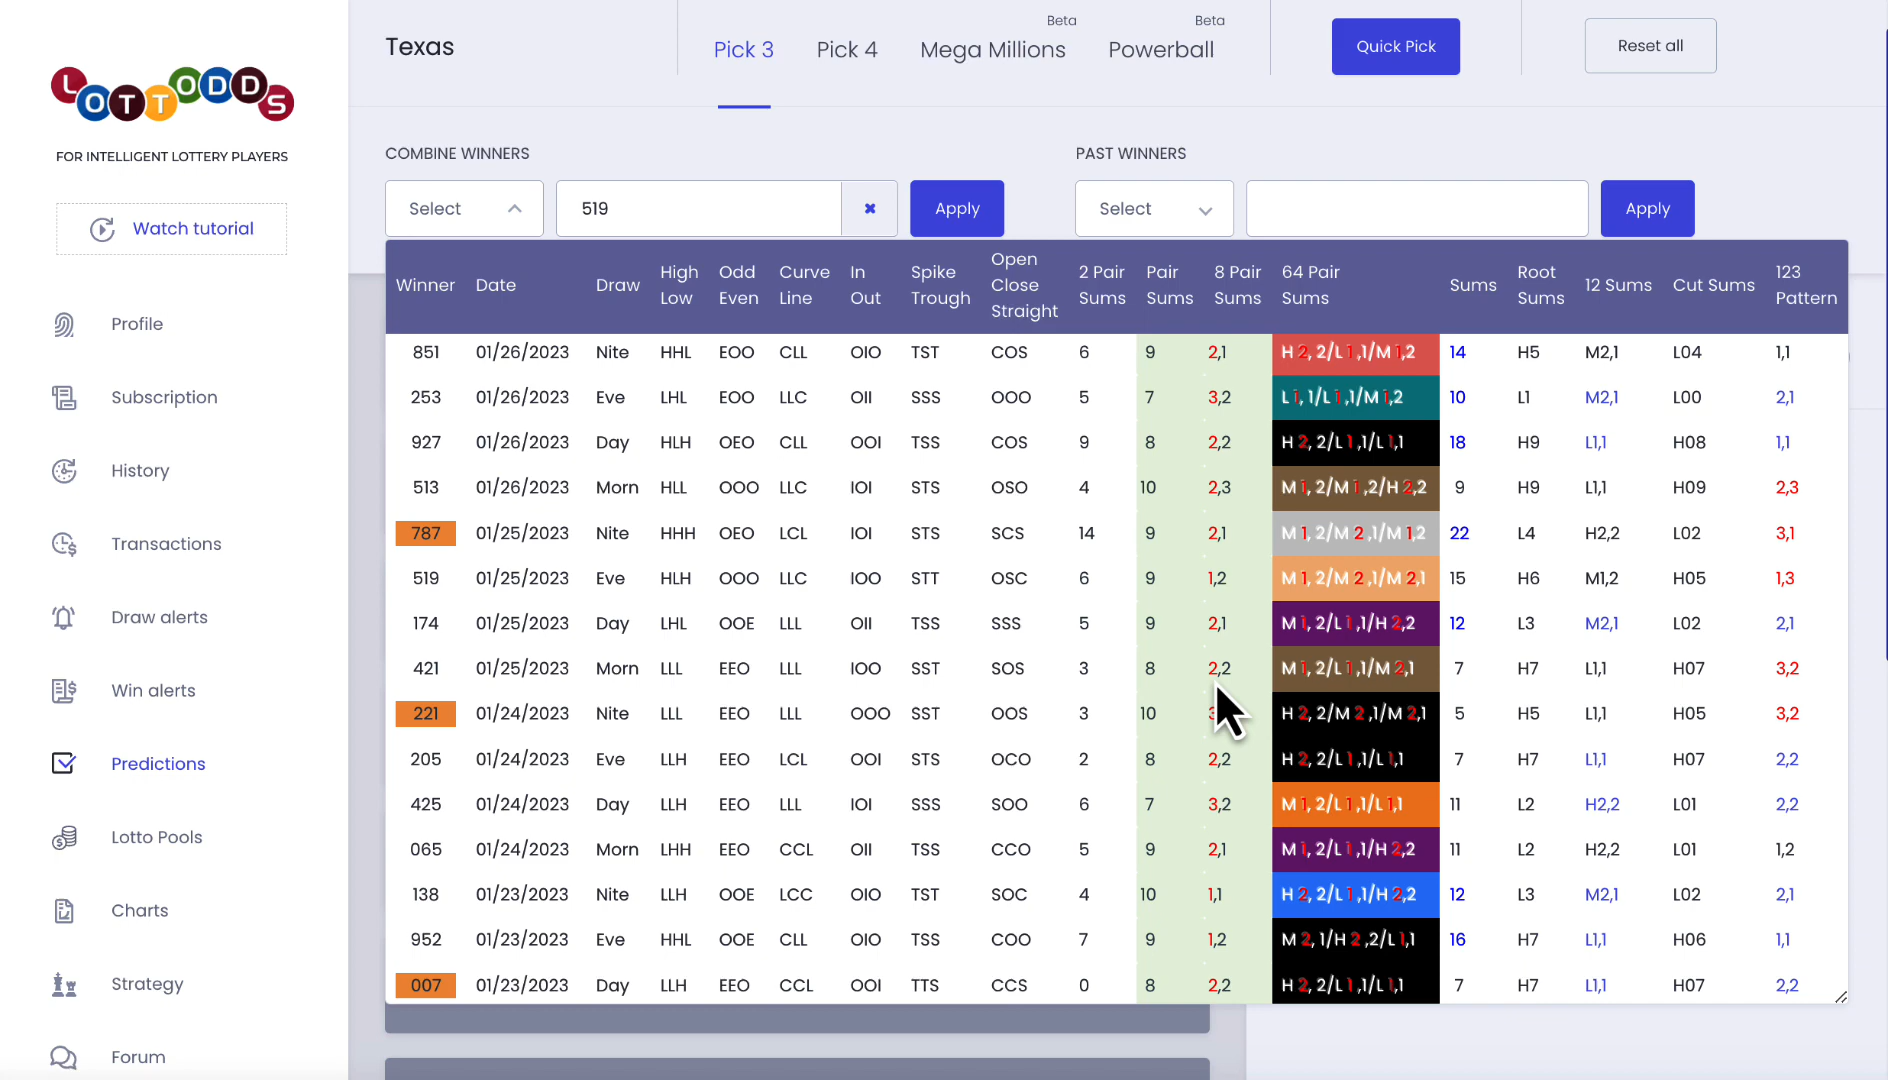 LOTTODDS
FOR INTELLIGENT LOTTERY PLAYERS
Watch tutorial
Profile
Subscription
History
Transactions
Draw alerts
Win alerts
Predictions
Lotto Pools
Charts
Strategy
Forum
Texas
Pick 3
Pick 4
Beta
Mega Millions
Beta
Powerball
Quick Pick
Reset all
COMBINE WINNERS
Select 519 ✖ Apply
PAST WINNERS
Select Apply
Winner Date Draw High Low Odd Even Curve Line In Out Spike Trough Open Close Straight 2 Pair Sums Pair Sums 8 Pair Sums 64 Pair Sums Sums Root Sums 12 Sums Cut Sums 123 Pattern
851 01/26/2023 Nite HHL EOO CLL OIO TST COS 6 9 2,1 H 2, 2/L 1 ,1/M 1,2 14 H5 M2,1 L04 1,1
253 01/26/2023 Eve LHL EOO LLC OII SSS OOO 5 7 3,2 L 1, 1/L 1 ,1/M 1,2 10 L1 M2,1 L00 2,1
927 01/26/2023 Day HLH OEO CLL OOI TSS COS 9 8 2,2 H 2, 2/L 1 ,1/L 1,1 18 H9 L1,1 H08 1,1
513 01/26/2023 Morn HLL OOO LLC IOI STS OSO 4 10 2,3 M 1, 2/M 1 ,2/H 2,2 9 H9 L1,1 H09 2,3
787 01/25/2023 Nite HHH OEO LCL IOI STS SCS 14 9 2,1 M 1, 2/M 2 ,1/M 1,2 22 L4 H2,2 L02 3,1
519 01/25/2023 Eve HLH OOO LLC IOO STT OSC 6 9 1,2 M 1, 2/M 2 ,1/M 2,1 15 H6 M1,2 H05 1,3
174 01/25/2023 Day LHL OOE LLL OII TSS SSS 5 9 2,1 M 1, 2/L 1 ,1/H 2,2 12 L3 M2,1 L02 2,1
421 01/25/2023 Morn LLL EEO LLL IOO SST SOS 3 8 2,2 M 1, 2/L 1 ,1/M 2,1 7 H7 L1,1 H07 3,2
221 01/24/2023 Nite LLL EEO LLL OOO SST OOS 3 10 H 2, 2/M 2 ,1/M 2,1 5 H5 L1,1 H05 3,2
205 01/24/2023 Eve LLH EEO LCL OOI STS OCO 2 8 2,2 H 2, 2/L 1 ,1/L 1,1 7 H7 L1,1 H07 2,2
425 01/24/2023 Day LLH EEO LLL IOI SSS SOO 6 7 3,2 M 1, 2/L 1 ,1/L 1,1 11 L2 H2,2 L01 2,2
065 01/24/2023 Morn LHH EEO CCL OII TSS CCO 5 9 2,1 M 1, 2/L 1 ,1/H 2,2 11 L2 H2,2 L01 1,2
138 01/23/2023 Nite LLH OOE LCC OIO TST SOC 4 10 1,1 H 2, 2/L 1 ,1/H 2,2 12 L3 M2,1 L02 2,1
952 01/23/2023 Eve HHL OOE CLL OIO TSS COO 7 9 1,2 M 2, 1/H 2 ,2/L 1,1 16 H7 L1,1 H06 1,1
007 01/23/2023 Day LLH EEO CCL OOI TTS CCS 0 8 2,2 H 2, 2/L 1 ,1/L 1,1 7 H7 L1,1 H07 2,2